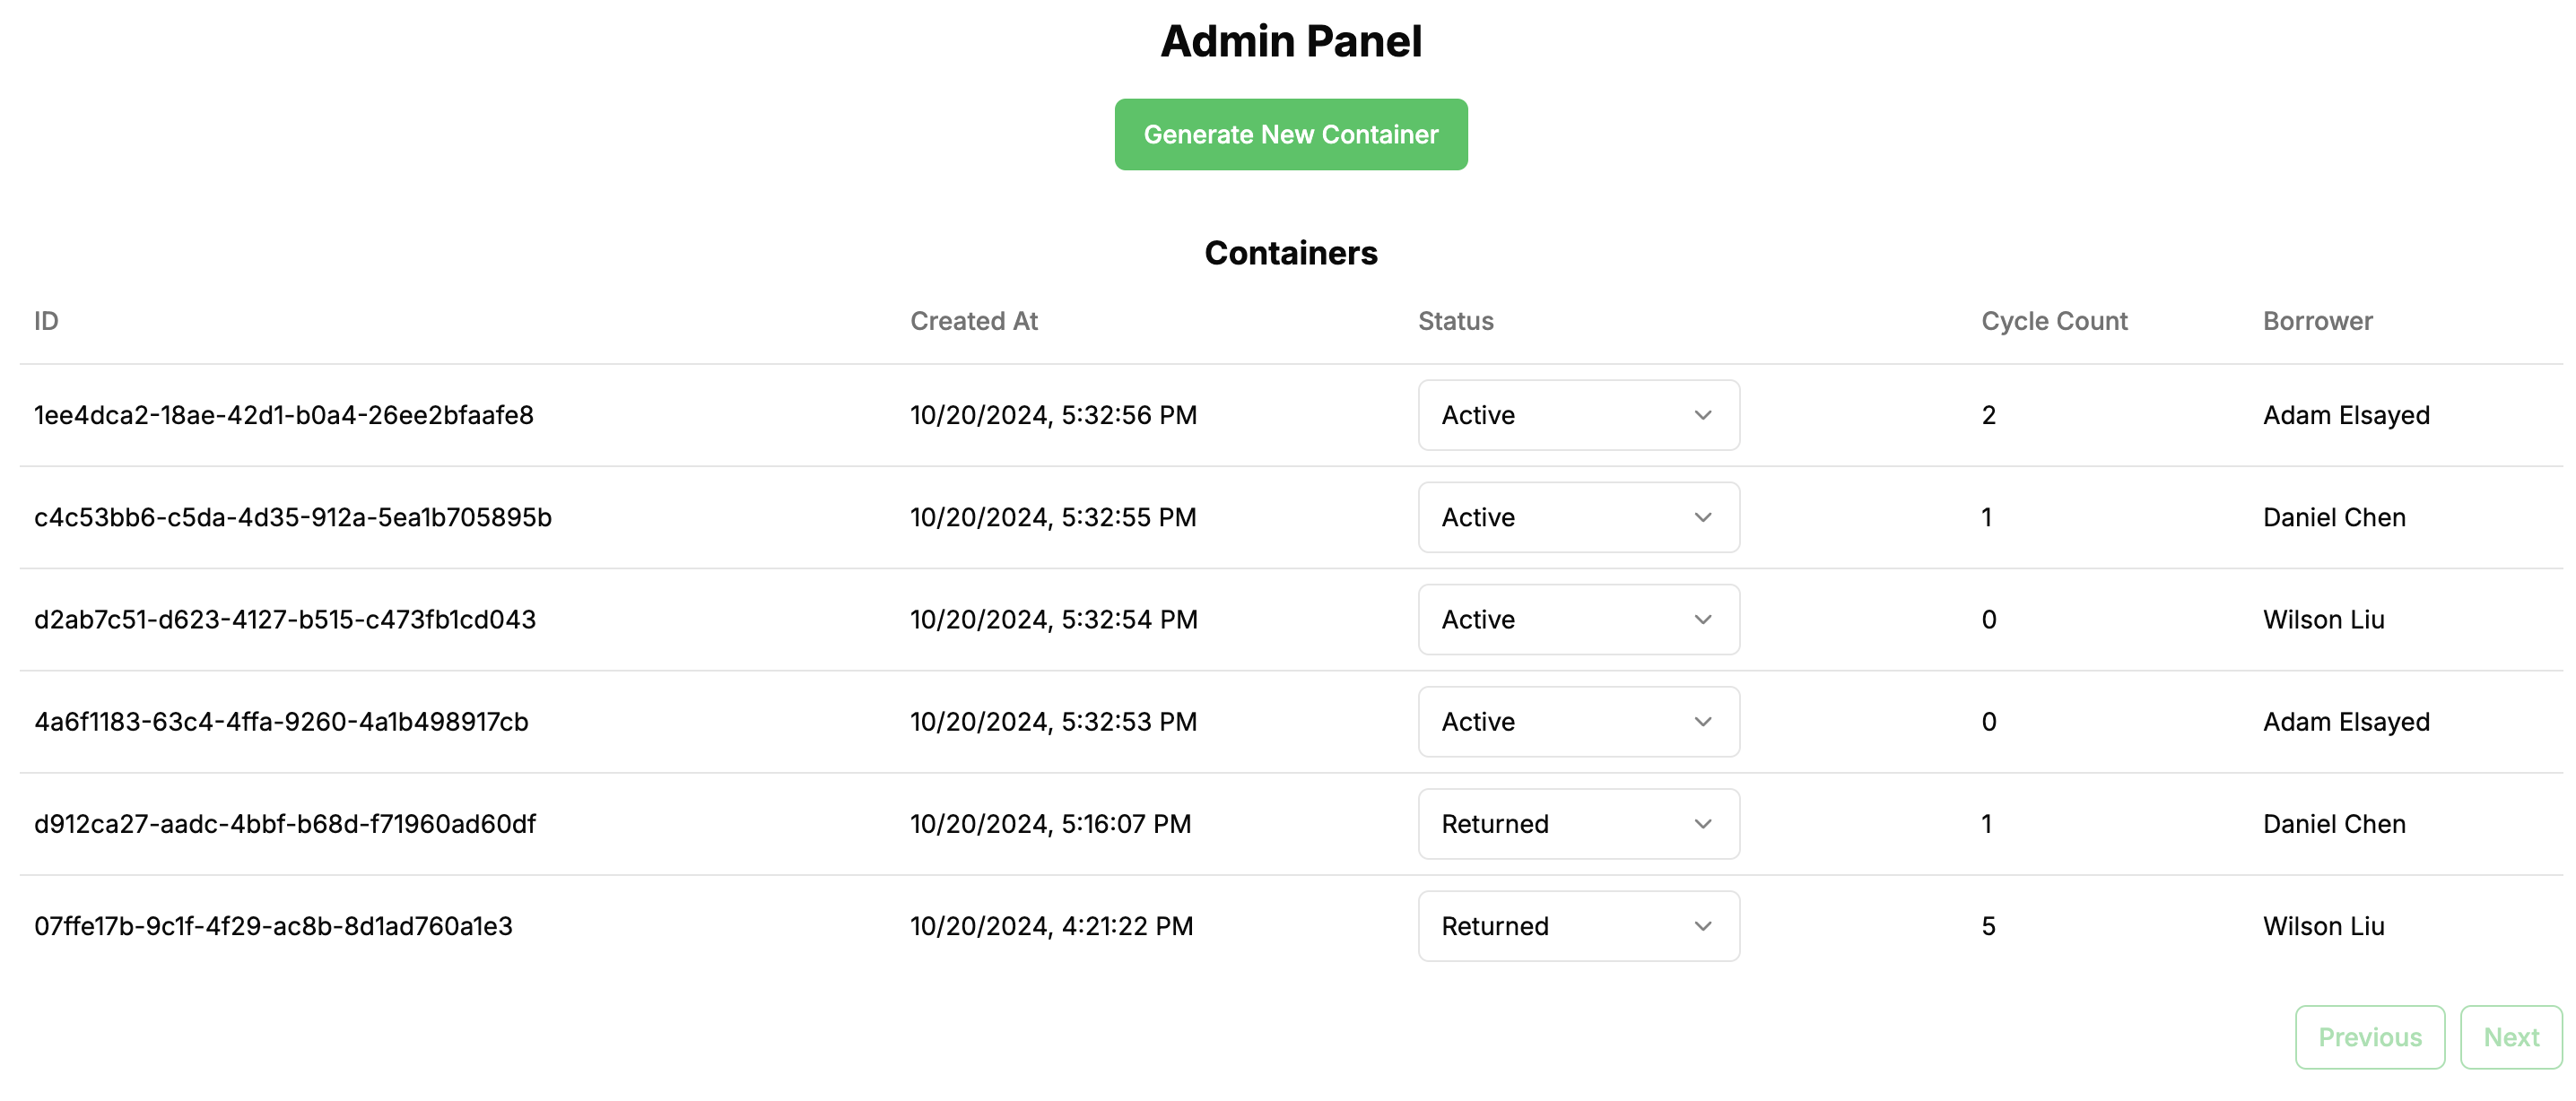 Admin Panel
Generate New Container
Containers
ID Created At Status Cycle Count Borrower
1ee4dca2-18ae-42d1-b0a4-26ee2bfaafe8 10/20/2024, 5:32:56 PM Active 2 Adam Elsayed
c4c53bb6-c5da-4d35-912a-5ea1b705895b 10/20/2024, 5:32:55 PM Active 1 Daniel Chen
d2ab7c51-d623-4127-b515-c473fb1cd043 10/20/2024, 5:32:54 PM Active 0 Wilson Liu
4a6f1183-63c4-4ffa-9260-4a1b498917cb 10/20/2024, 5:32:53 PM Active 0 Adam Elsayed
d912ca27-aadc-4bbf-b68d-f71960ad60df 10/20/2024, 5:16:07 PM Returned 1 Daniel Chen
07ffe17b-9c1f-4f29-ac8b-8d1ad760a1e3 10/20/2024, 4:21:22 PM Returned 5 Wilson Liu
Previous Next